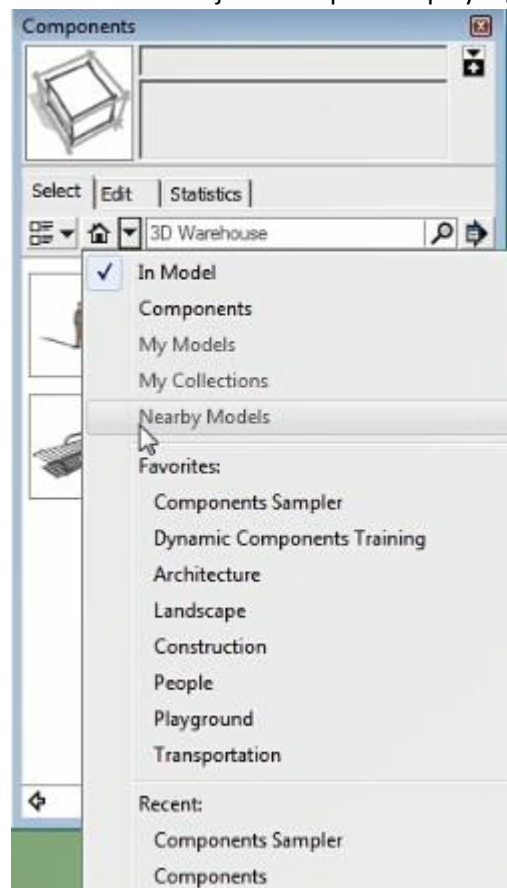 Components
Select Edit Statistics
3D Warehouse
In Model
Components
My Models
My Collections
Nearby Models
Favorites:
Components Sampler
Dynamic Components Training
Architecture
Landscape
Construction
People
Playground
Transportation
Recent:
Components Sampler
Components